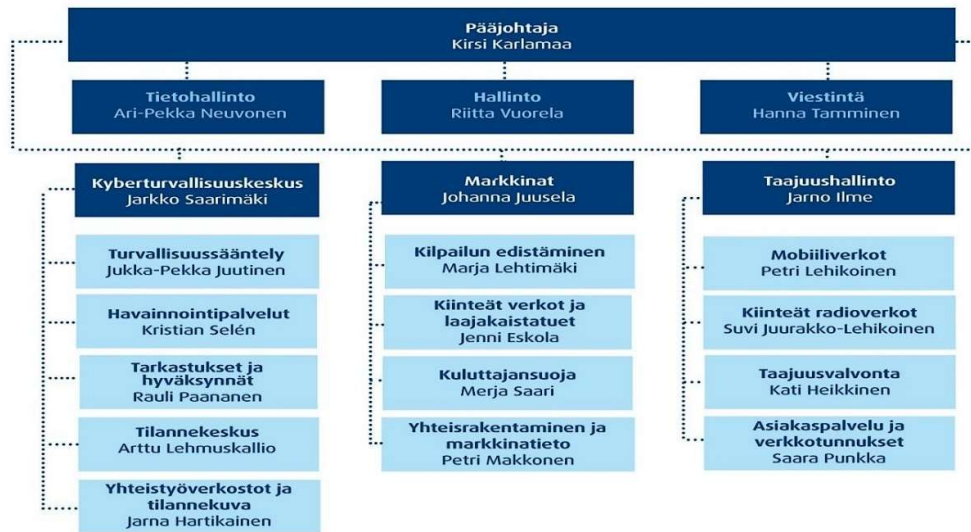 Pääjohtaja
Kirsi Karlamaa
Tietohallinto
Ari-Pekka Neuvonen
Hallinto
Riitta Vuorela
Viestintä
Hanna Tamminen
Kyberturvallisuuskeskus
Jarkko Saarimäki
Turvallisuussääntely
Jukka-Pekka Juutinen
Havainnointipalvelut
Kristian Selén
Tarkastukset ja
hyväksynnät
Rauli Paananen
Tilannekeskus
Arttu Lehmuskallio
Yhteistyöverkostot ja
tilannekuva
Jarna Hartikainen
Markkinat
Johanna Juusela
Kilpailun edistäminen
Marja Lehtimäki
Kiinteät verkot ja
laajakaistatuet
Jenni Eskola
Kuluttajansuoja
Merja Saari
Yhteisrakentaminen ja
markkinatieto
Petri Makkonen
Taajuushallinto
Jarno Ilme
Mobiiliverkot
Petri Lehikoinen
Kiinteät radioverkot
Suvi Juurakko-Lehikoinen
Taajuusvalvonta
Kati Heikkinen
Asiakaspalvelu ja
verkkotunnukset
Saara Punkka